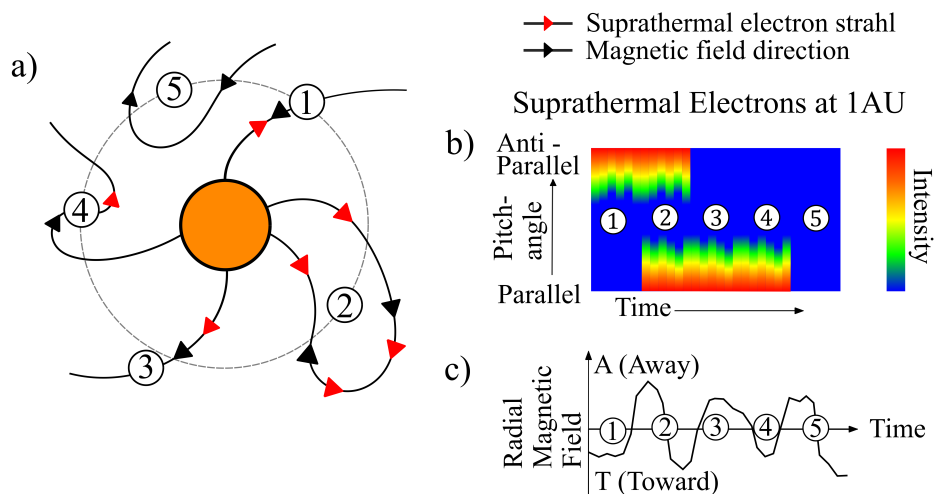 Suprathermal electron strahl
Magnetic field direction
a)
5
1
4
2
3
Suprathermal Electrons at 1AU
b)
Anti -
Parallel
Pitch-
angle
Parallel
1 2 3 4 5
Time
Intensity
c)
A (Away)
Radial
Magnetic
Field
1 2 3 4 5
Time
T (Toward)